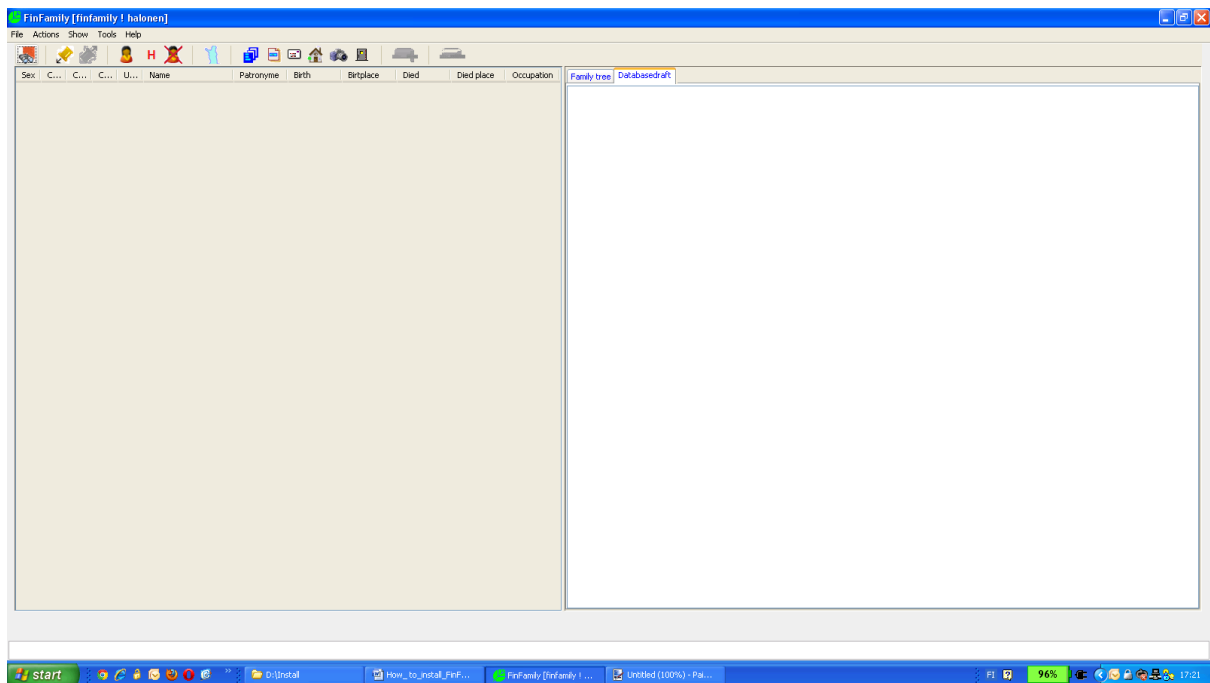 FinFamily [finfamily ! halonen]
File Actions Show Tools Help
H
Sex C... C... C... U... Name Patronyme Birth Birtplace Died Died place Occupation
Family tree Databasedraft
start
D:\Install
How_to_install_FinF...
FinFamily [finfamily ! ...
Untitled (100%) - Pai...
FI
96%
17:21